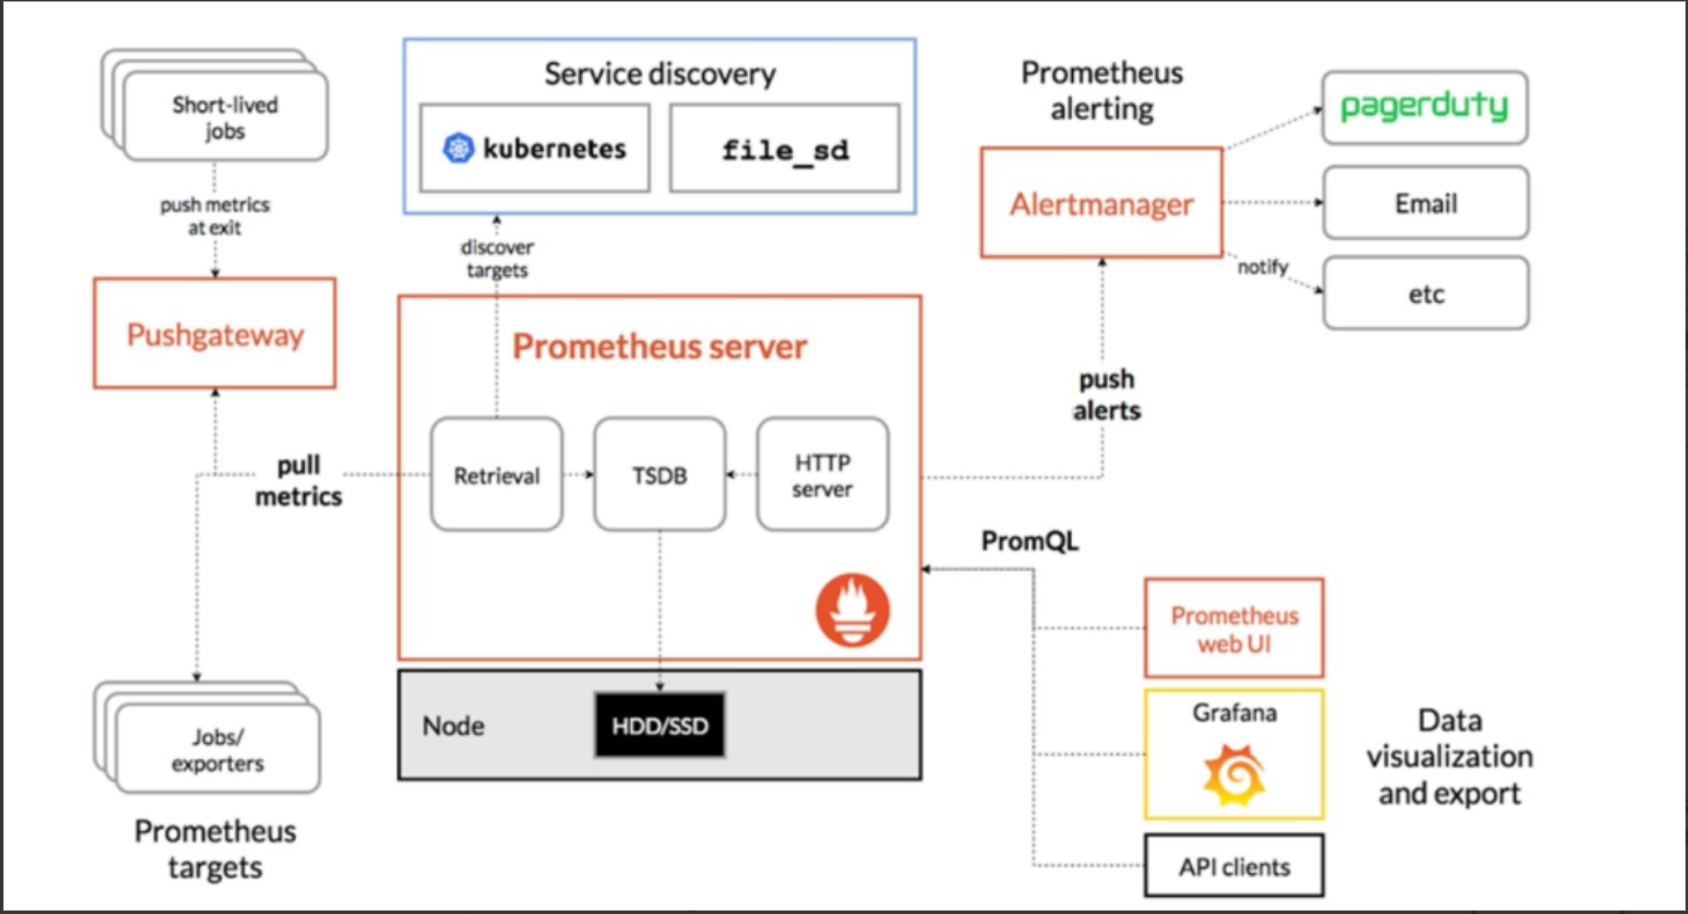 Short-lived
jobs
push metrics
at exit
Pushgateway
pull
metrics
Jobs/
exporters
Prometheus
targets
Service discovery
kubernetes
file_sd
discover
targets
Prometheus server
Retrieval
TSDB
HTTP
server
Node
HDD/SSD
Prometheus
alerting
Alertmanager
pagerduty
Email
etc
notify
push
alerts
PromQL
Prometheus
web UI
Grafana
API clients
Data
visualization
and export